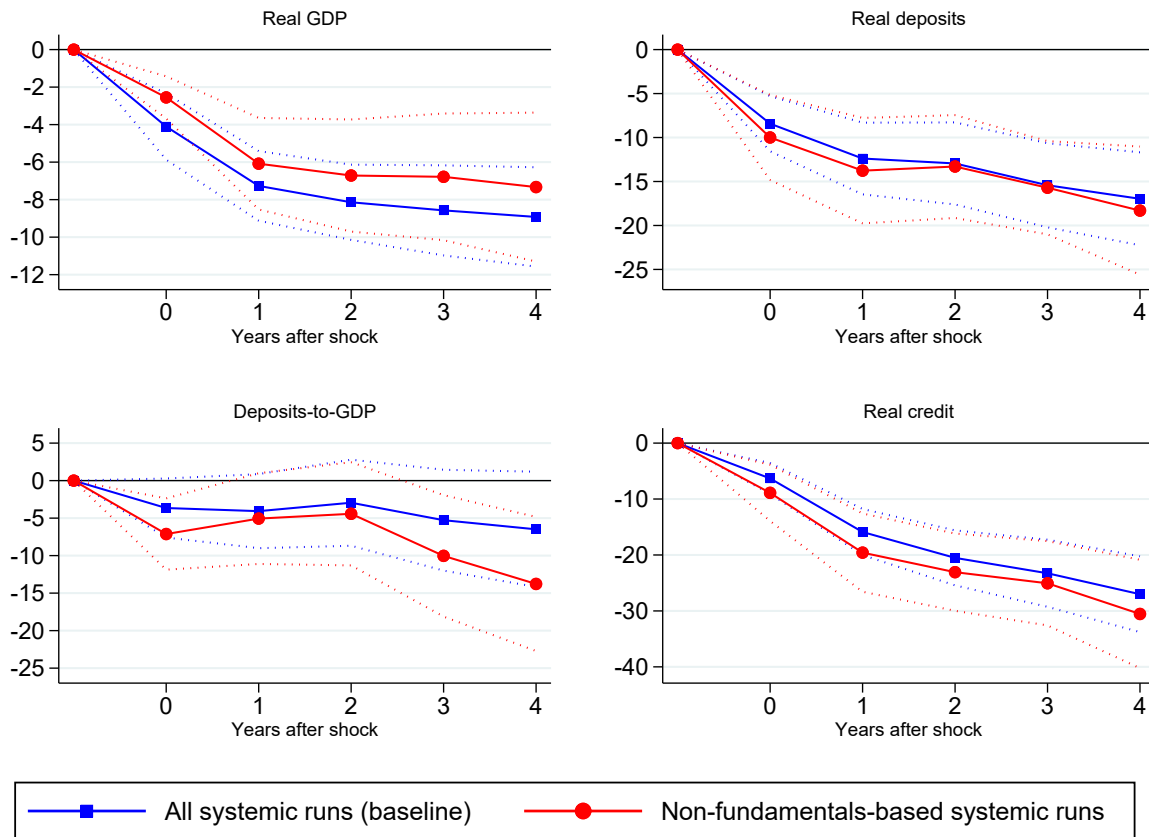 Real GDP
0
-2
-4
-6
-8
-10
-12
0 1 2 3 4
Years after shock
Real deposits
0
-5
-10
-15
-20
-25
0 1 2 3 4
Years after shock
Deposits-to-GDP
5
0
-5
-10
-15
-20
-25
0 1 2 3 4
Years after shock
Real credit
0
-10
-20
-30
-40
0 1 2 3 4
Years after shock
All systemic runs (baseline) Non-fundamentals-based systemic runs